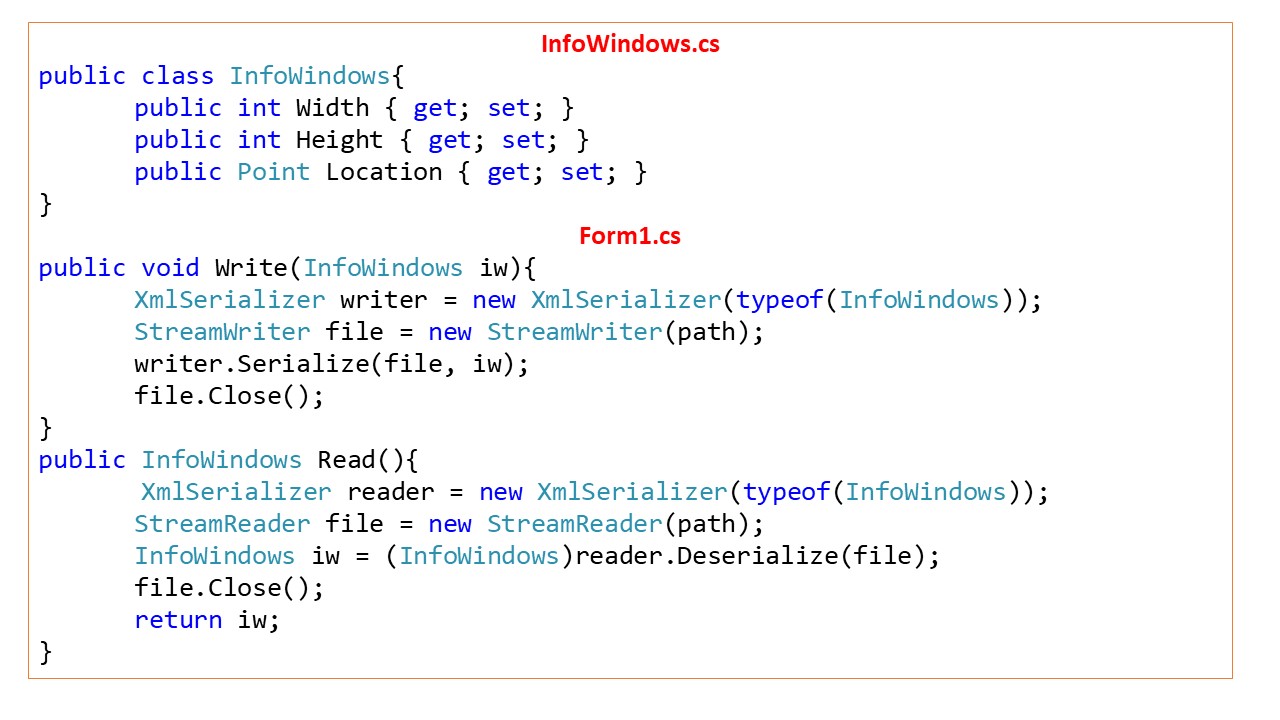 InfoWindows.cs
public class InfoWindows{
public int Width { get; set; }
public int Height { get; set; }
public Point Location { get; set; }
}
Form1.cs
public void Write(InfoWindows iw){
XmlSerializer writer = new XmlSerializer(typeof(InfoWindows));
StreamWriter file = new StreamWriter(path);
writer.Serialize(file, iw);
file.Close();
}
public InfoWindows Read(){
XmlSerializer reader = new XmlSerializer(typeof(InfoWindows));
StreamReader file = new StreamReader(path);
InfoWindows iw = (InfoWindows)reader.Deserialize(file);
file.Close();
return iw;
}